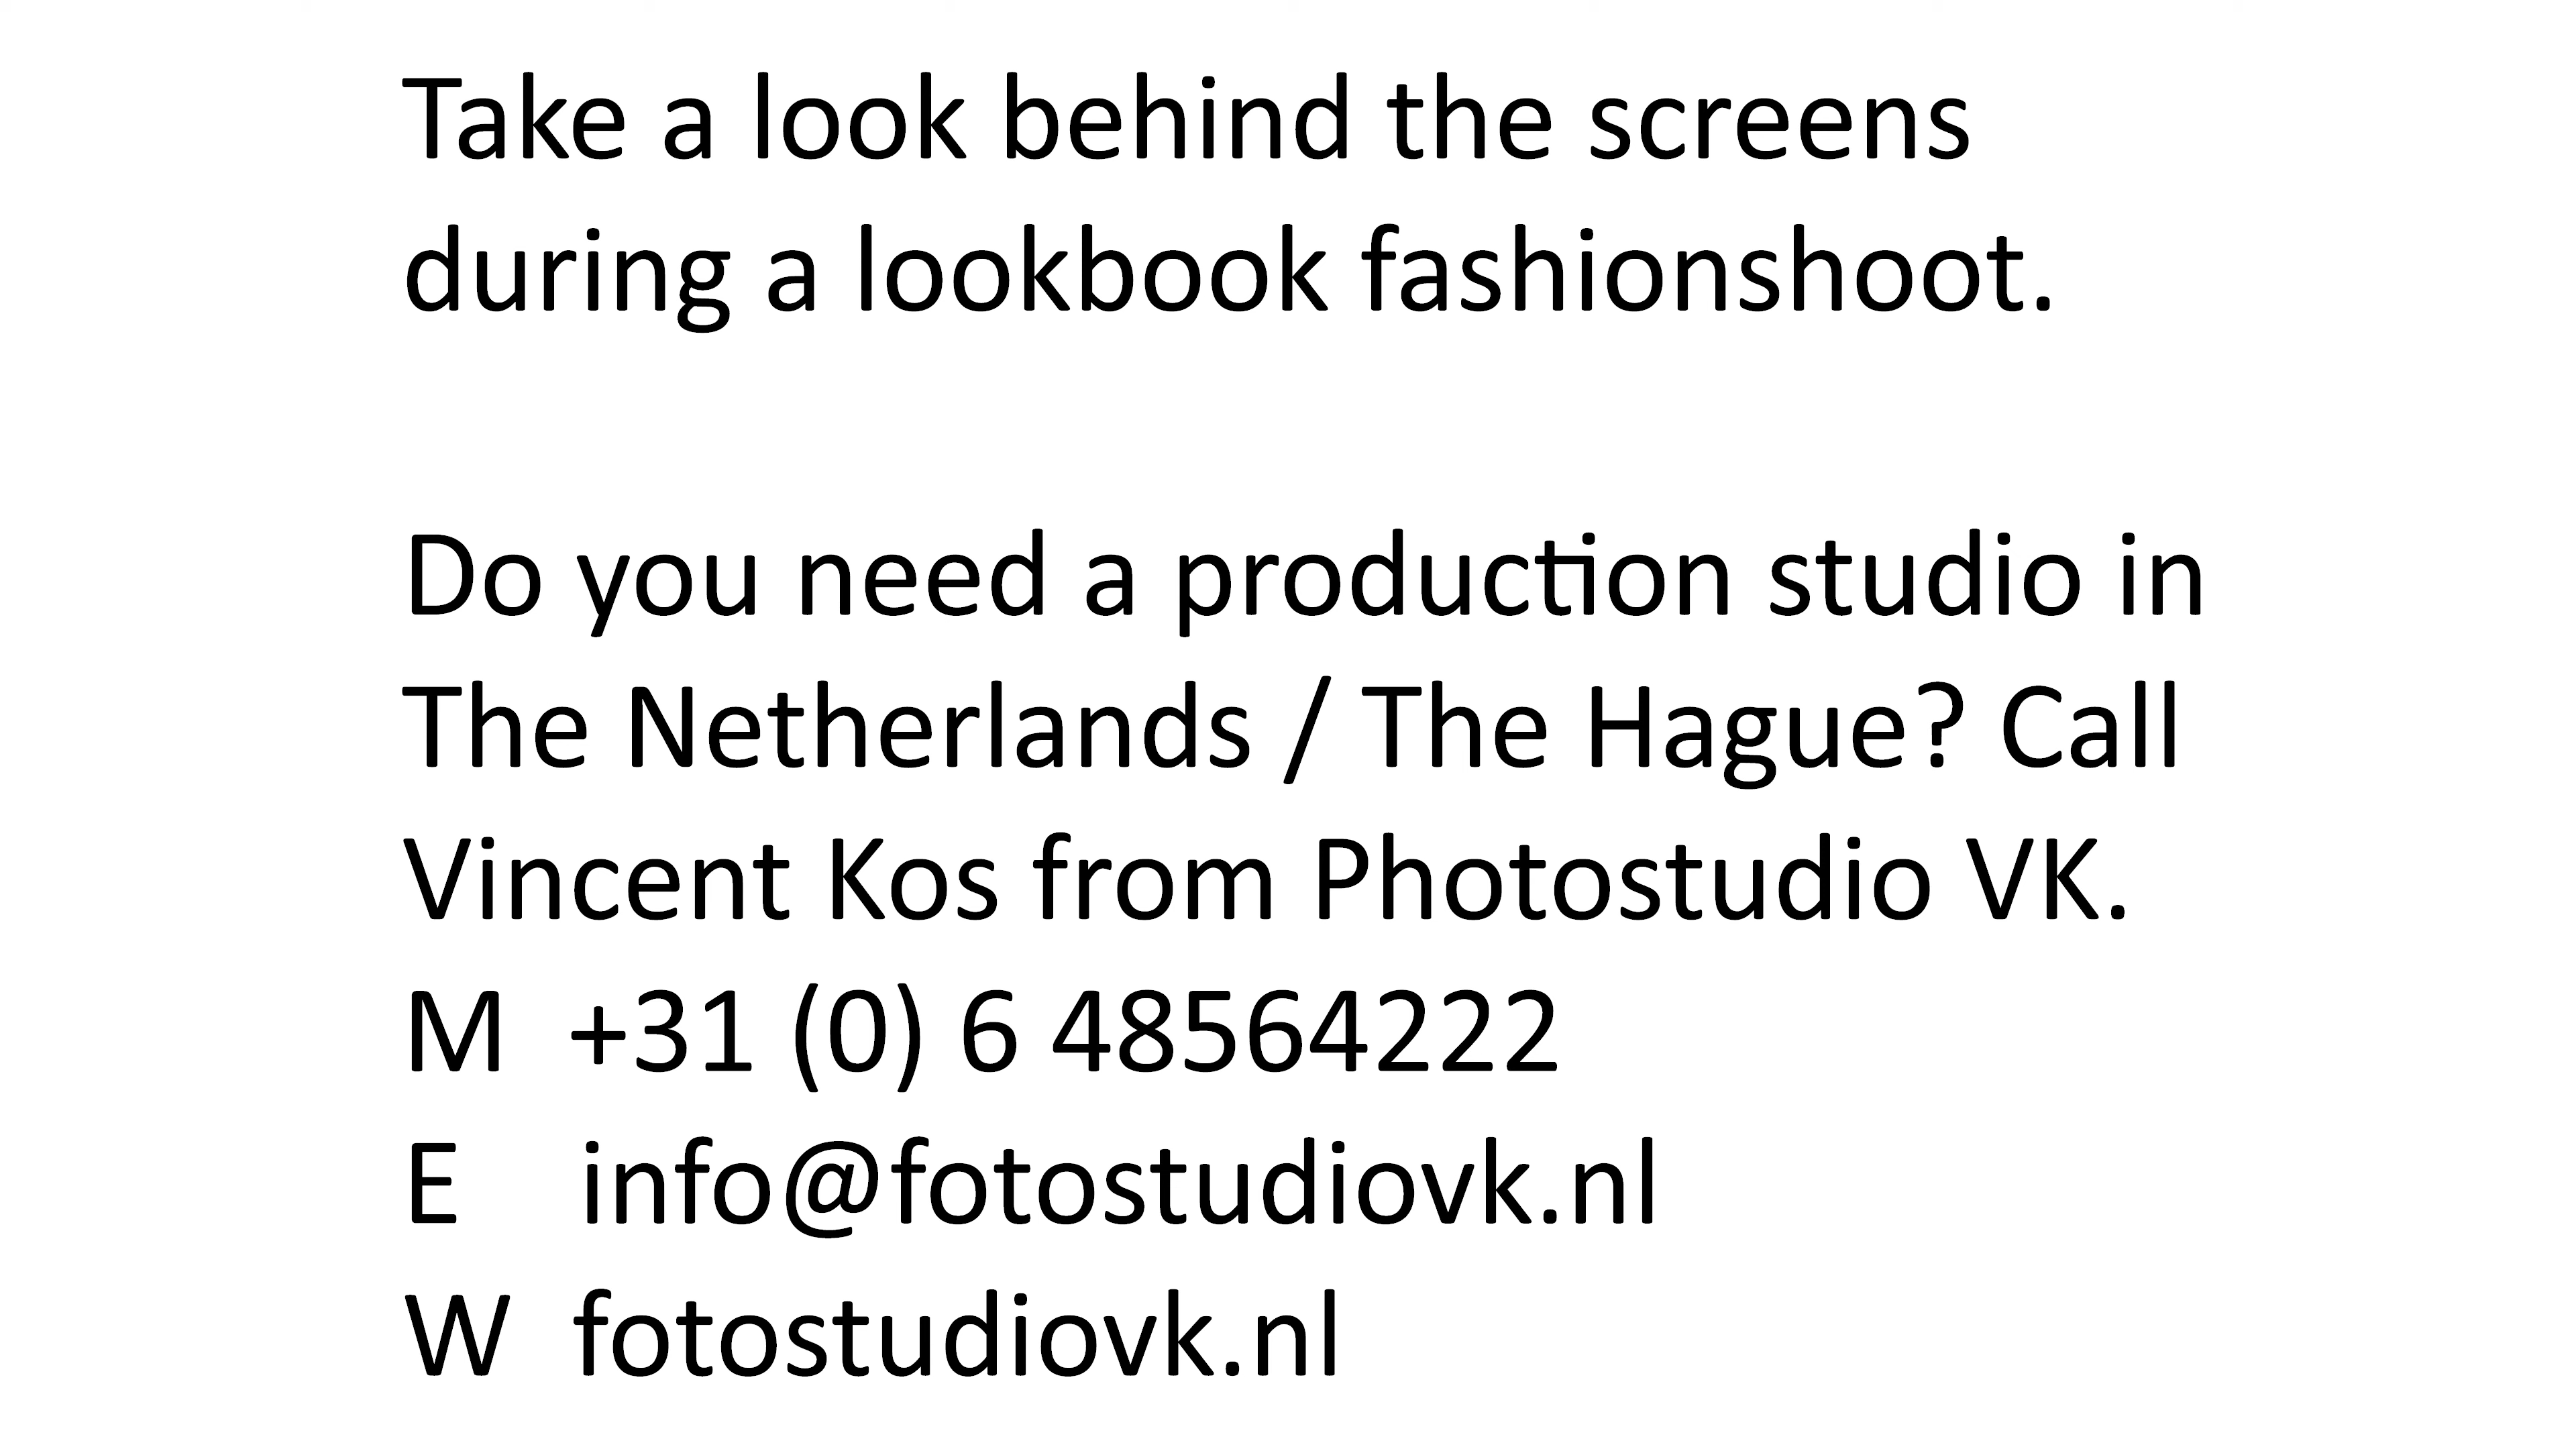 Take a look behind the screens
during a lookbook fashionshoot.
Do you need a production studio in
The Netherlands / The Hague? Call
Vincent Kos from Photostudio VK.
M +31 (0) 6 48564222
E info@fotostudiovk.nl
W fotostudiovk.nl